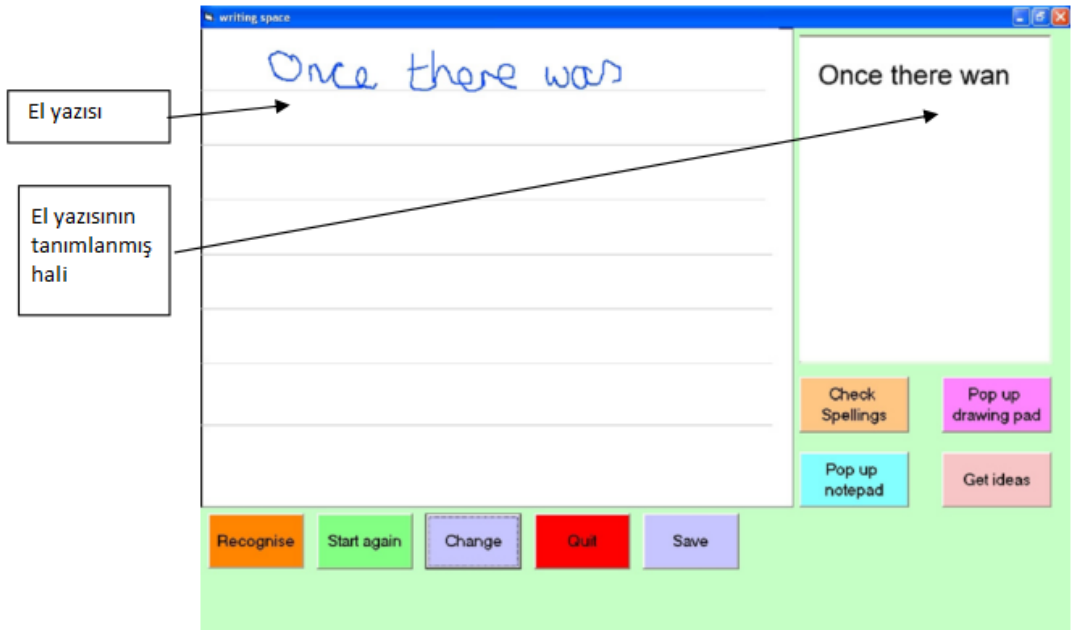 writing space
Once there was
Once there wan
El yazısı
El yazısının
tanımlanmış
hali
Check
Spellings
Pop up
drawing pad
Pop up
notepad
Get ideas
Recognise
Start again
Change
Quit
Save